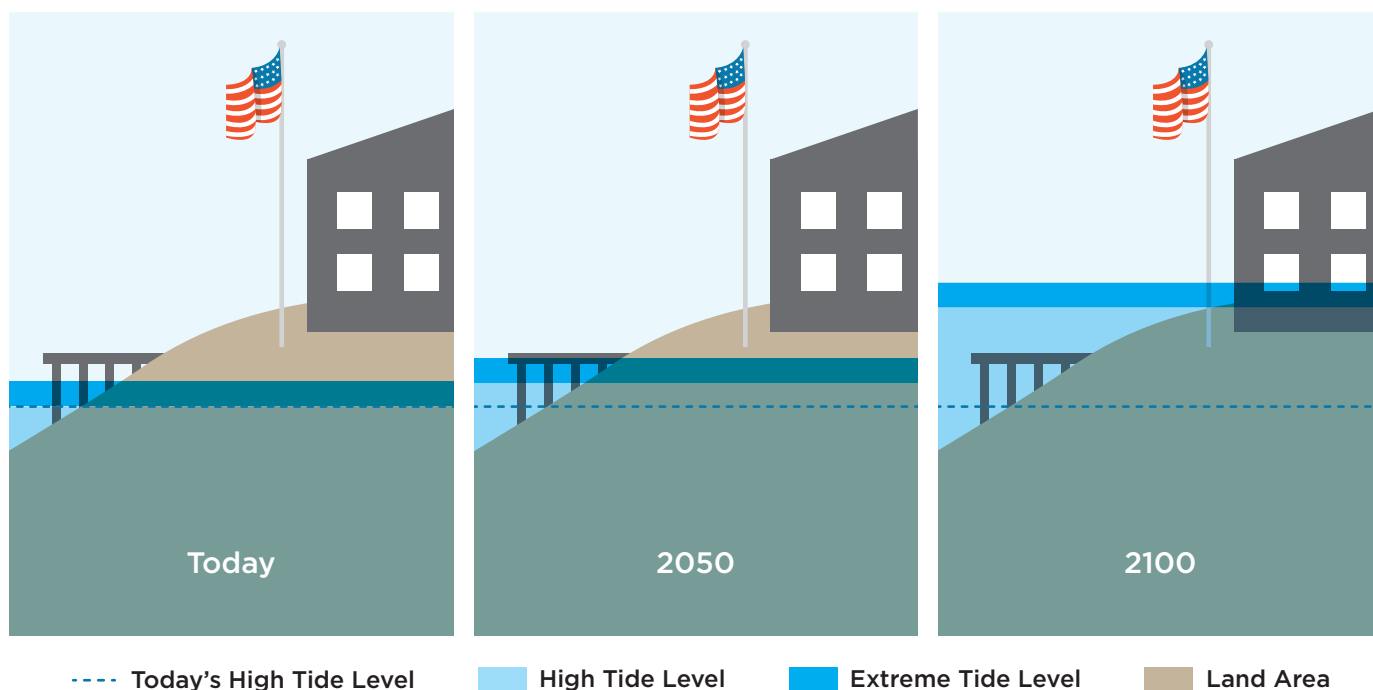 Today
2050
2100
Today's High Tide Level
High Tide Level
Extreme Tide Level
Land Area